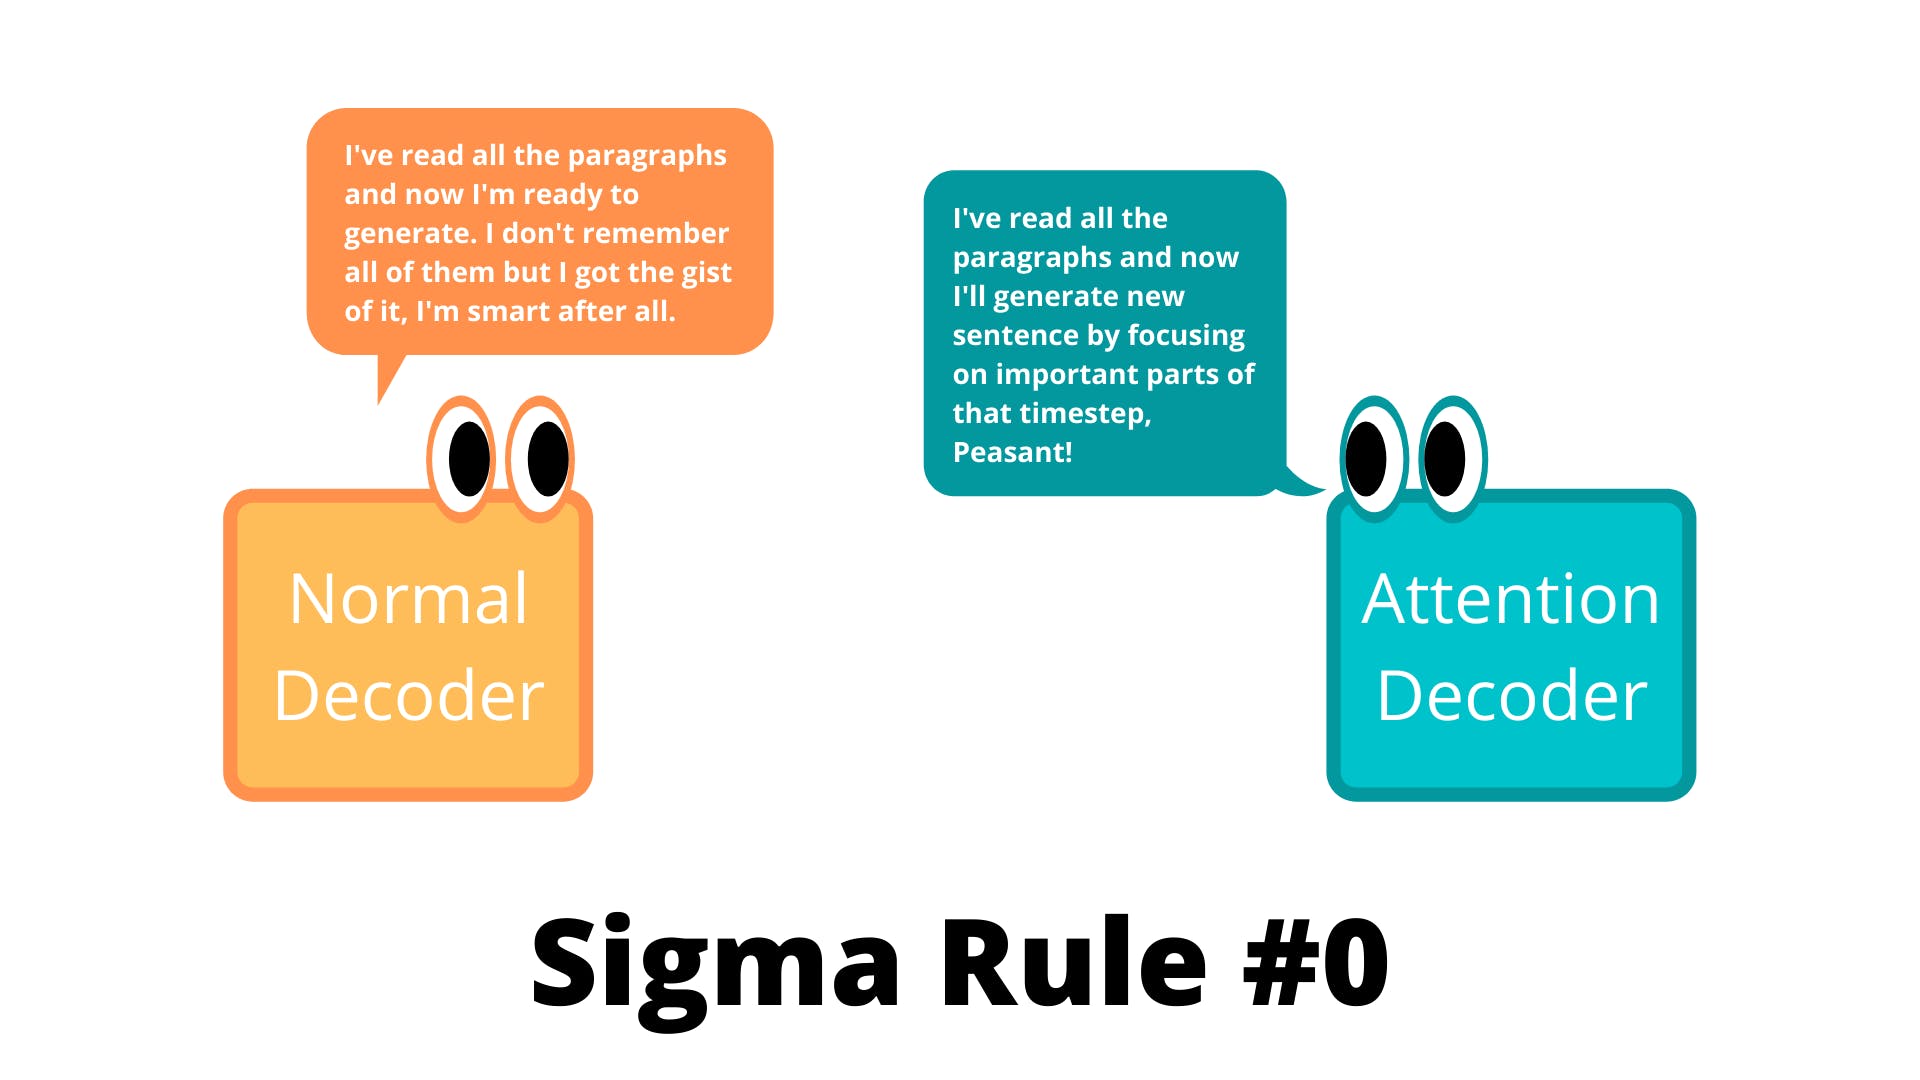 I've read all the paragraphs
and now I'm ready to
generate. I don't remember
all of them but I got the gist
of it, I'm smart after all.
I've read all the
paragraphs and now
I'll generate new
sentence by focusing
on important parts of
that timestep,
Peasant!
Normal
Decoder
Attention
Decoder
Sigma Rule #0